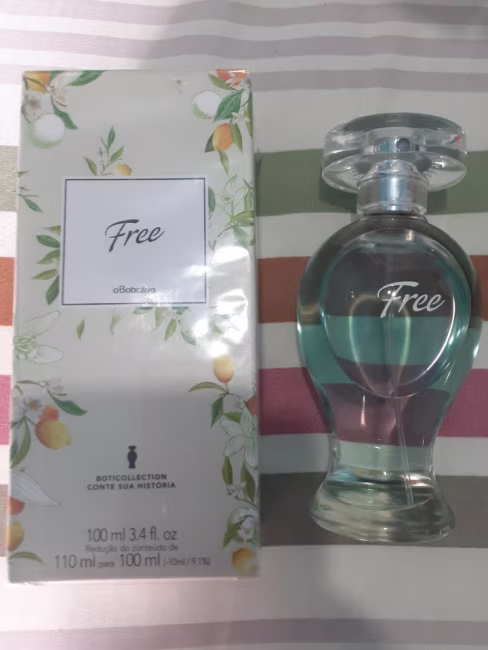 Free
oBoticário
BOTICOLLECTION
CONTE SUA HISTÓRIA
100 ml 3.4 fl. oz
Redução do conteúdo de
110 ml para 100 ml (-10ml / 9,1%)
Free